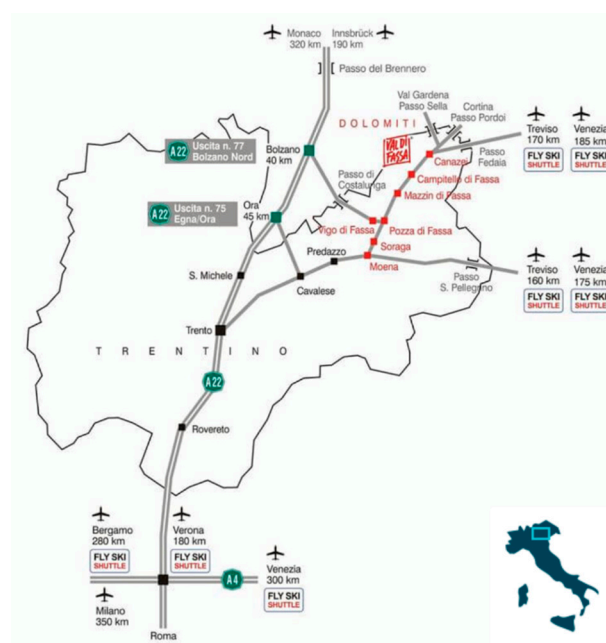 Monaco
320 km
Innsbrück
190 km
Passo del Brennero
Val Gardena
Passo Sella
Cortina
Passo Pordoi
DOLOMITI
VAL DI
FASSA
Treviso
170 km
FLY SKI
SHUTTLE
Venezia
185 km
FLY SKI
SHUTTLE
A22
Uscita n. 77
Bolzano Nord
Bolzano
40 km
Passo
Fedaia
Canazei
Campitello di Fassa
Passo di
Costalunga
Mazzin di Fassa
A22
Uscita n. 75
Egna/Ora
Ora
45 km
Vigo di Fassa
Pozza di Fassa
Soraga
Predazzo
Moena
S. Michele
Cavalese
Passo
S. Pellegrino
Treviso
160 km
FLY SKI
SHUTTLE
Venezia
175 km
FLY SKI
SHUTTLE
Trento
TRENTINO
A22
Rovereto
Bergamo
280 km
FLY SKI
SHUTTLE
Verona
180 km
FLY SKI
SHUTTLE
A4
Venezia
300 km
FLY SKI
SHUTTLE
Milano
350 km
Roma